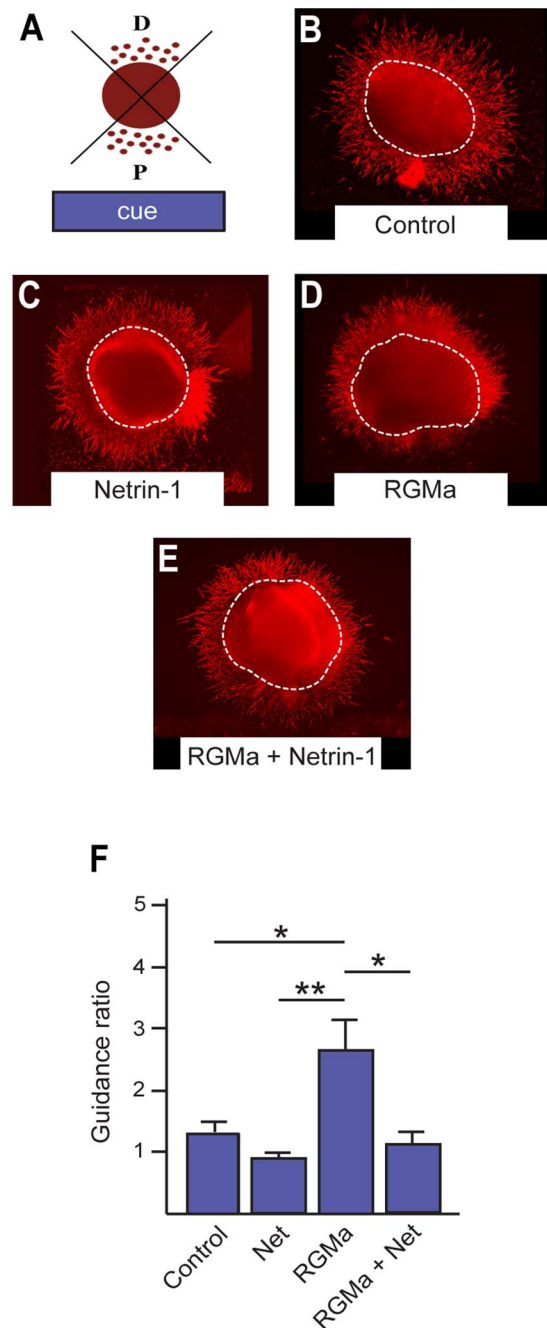 A
D
P
cue
B
Control
C
Netrin-1
D
RGMa
E
RGMa + Netrin-1
F
Guidance ratio
5
4
3
2
1
*
**
*
Control
Net
RGMa
RGMa + Net